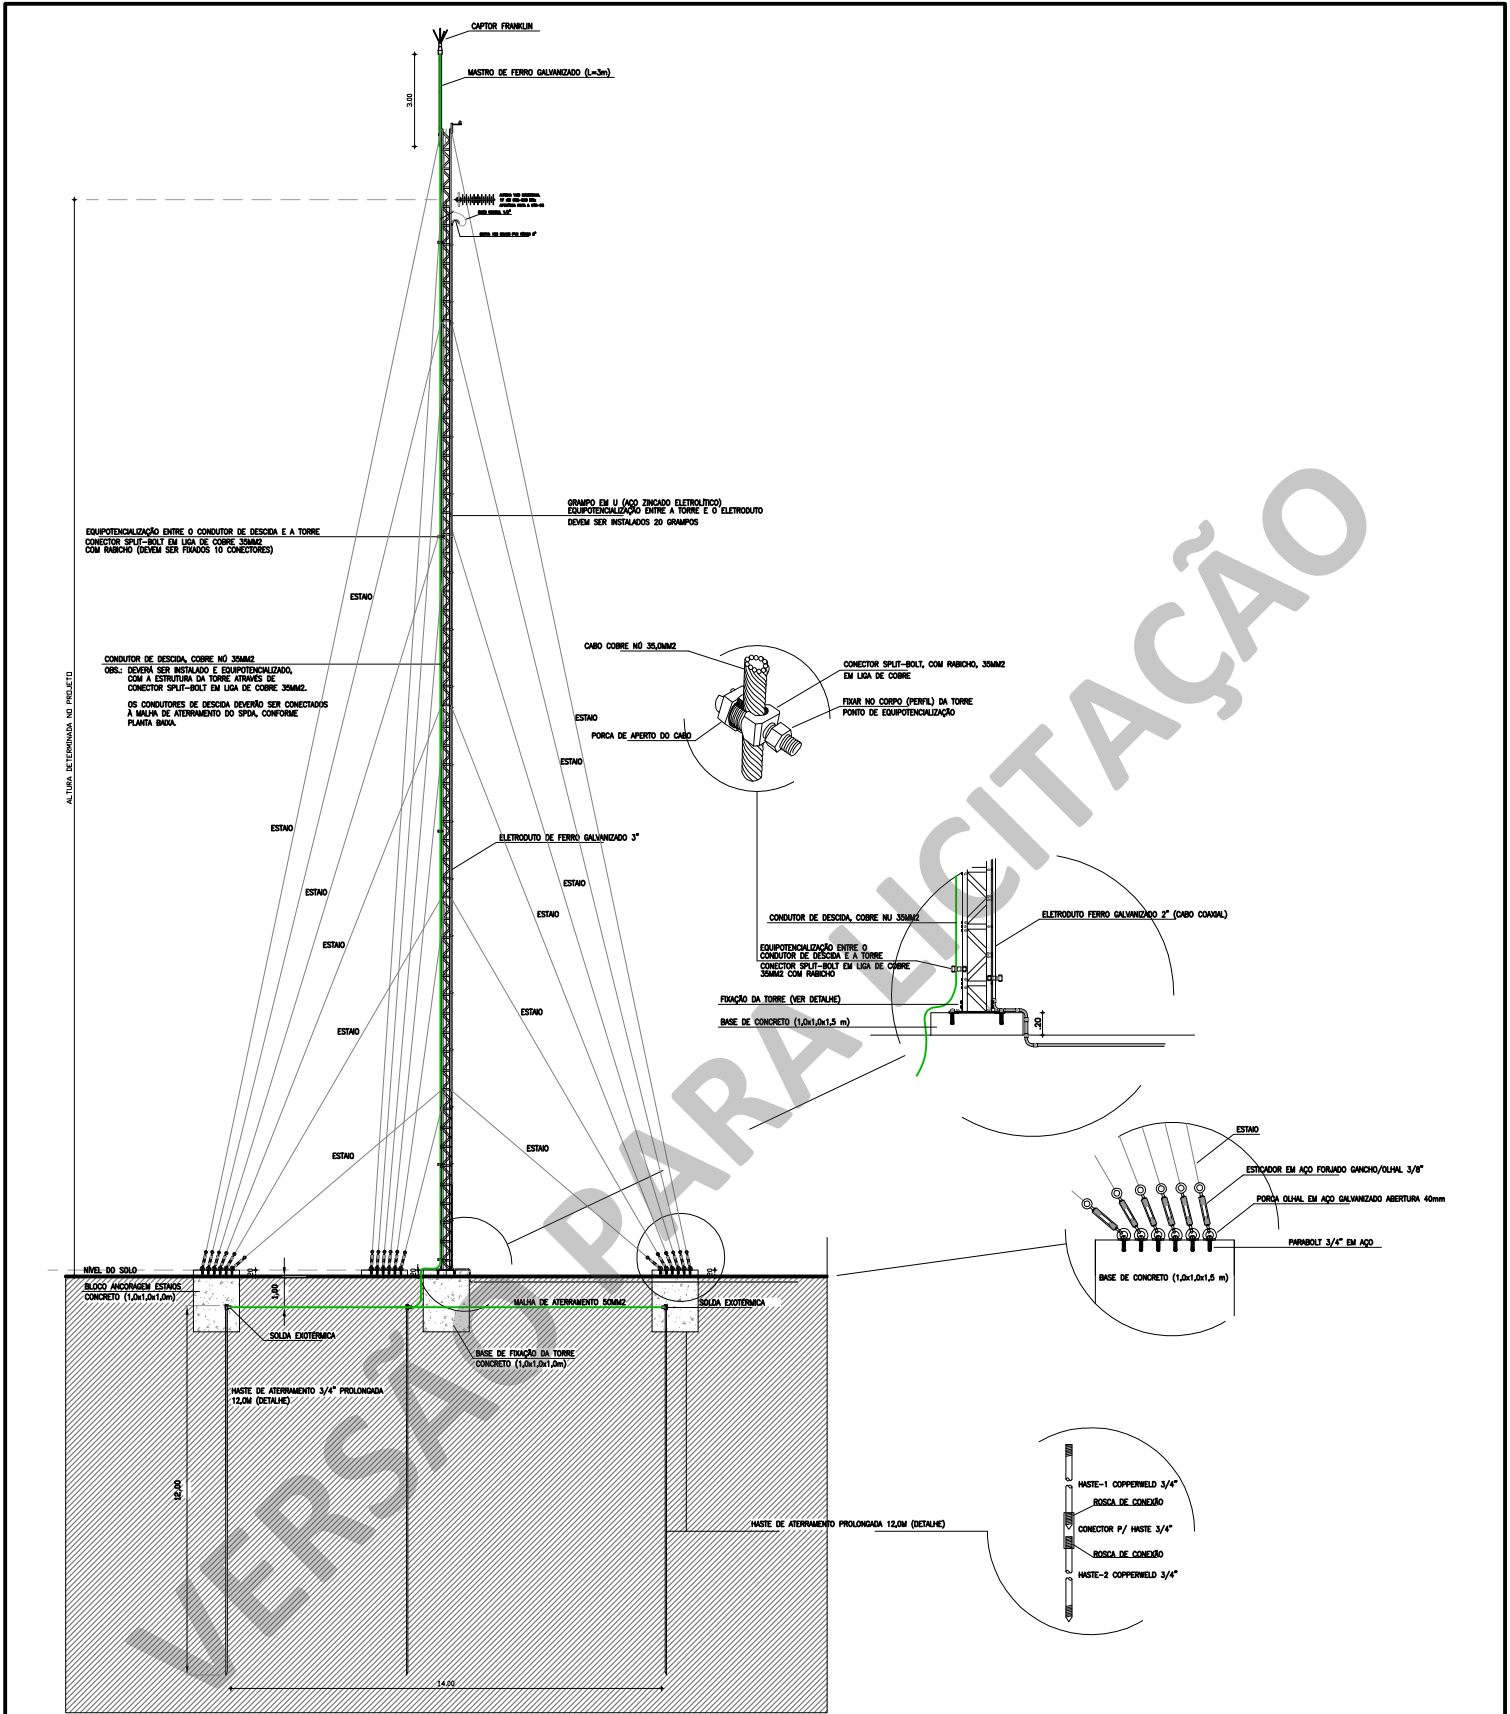 CAPTOR FRANKLIN
MASTRO DE FERRO GALVANIZADO (L=3m)
3.00
ALTURA DETERMINADA NO PROJETO
GRAMPO EM U (AÇO ZINCADO ELETROLÍTICO)
EQUIPOTENCIALIZAÇÃO ENTRE A TORRE E O ELETRODUTO
DEVEM SER INSTALADOS 20 GRAMPOS
EQUIPOTENCIALIZAÇÃO ENTRE O CONDUTOR DE DESCIDA E A TORRE
CONECTOR SPLIT-BOLT EM LIGA DE COBRE 35MM2
COM RABICHO (DEVEM SER FIXADOS 10 CONECTORES)
ESTAIO
CONDUTOR DE DESCIDA, COBRE NÚ 35MM2
OBS.: DEVERÁ SER INSTALADO E EQUIPOTENCIALIZADO,
COM A ESTRUTURA DA TORRE ATRAVÉS DE
CONECTOR SPLIT-BOLT EM LIGA DE COBRE 35MM2.
OS CONDUTORES DE DESCIDA DEVERÃO SER CONECTADOS
À MALHA DE ATERRAMENTO DO SPDA, CONFORME
PLANTA BAIXA.
CABO COBRE NÚ 35,0MM2
CONECTOR SPLIT-BOLT, COM RABICHO, 35MM2
EM LIGA DE COBRE
FIXAR NO CORPO (PERFIL) DA TORRE
PONTO DE EQUIPOTENCIALIZAÇÃO
PORCA DE APERTO DO CABO
ESTAIO
ESTAIO
ESTAIO
ELETRODUTO DE FERRO GALVANIZADO 3"
ESTAIO
ESTAIO
ESTAIO
ESTAIO
ESTAIO
ESTAIO
ESTAIO
ESTAIO
CONDUTOR DE DESCIDA, COBRE NU 35MM2
ELETRODUTO FERRO GALVANIZADO 2" (CABO COAXIAL)
EQUIPOTENCIALIZAÇÃO ENTRE O
CONDUTOR DE DESCIDA E A TORRE
CONECTOR SPLIT-BOLT EM LIGA DE COBRE
35MM2 COM RABICHO
FIXAÇÃO DA TORRE (VER DETALHE)
BASE DE CONCRETO (1,0x1,0x1,5 m)
.20
ESTAIO
ESTICADOR EM AÇO FORJADO GANCHO/OLHAL 3/8"
PORCA OLHAL EM AÇO GALVANIZADO ABERTURA 40mm
PARABOLT 3/4" EM AÇO
BASE DE CONCRETO (1,0x1,0x1,5 m)
NÍVEL DO SOLO
BLOCO ANCORAGEM ESTAIOS
CONCRETO (1,0x1,0x1,0m)
.20
.20
.20
1,00
MALHA DE ATERRAMENTO 50MM2
SOLDA EXOTÉRMICA
SOLDA EXOTÉRMICA
BASE DE FIXAÇÃO DA TORRE
CONCRETO (1,0x1,0x1,0m)
HASTE DE ATERRAMENTO 3/4" PROLONGADA
12,0M (DETALHE)
12,00
14.00
HASTE DE ATERRAMENTO PROLONGADA 12,0M (DETALHE)
HASTE-1 COPPERWELD 3/4"
ROSCA DE CONEXÃO
CONECTOR P/ HASTE 3/4"
ROSCA DE CONEXÃO
HASTE-2 COPPERWELD 3/4"
VERSÃO PARA LICITAÇÃO